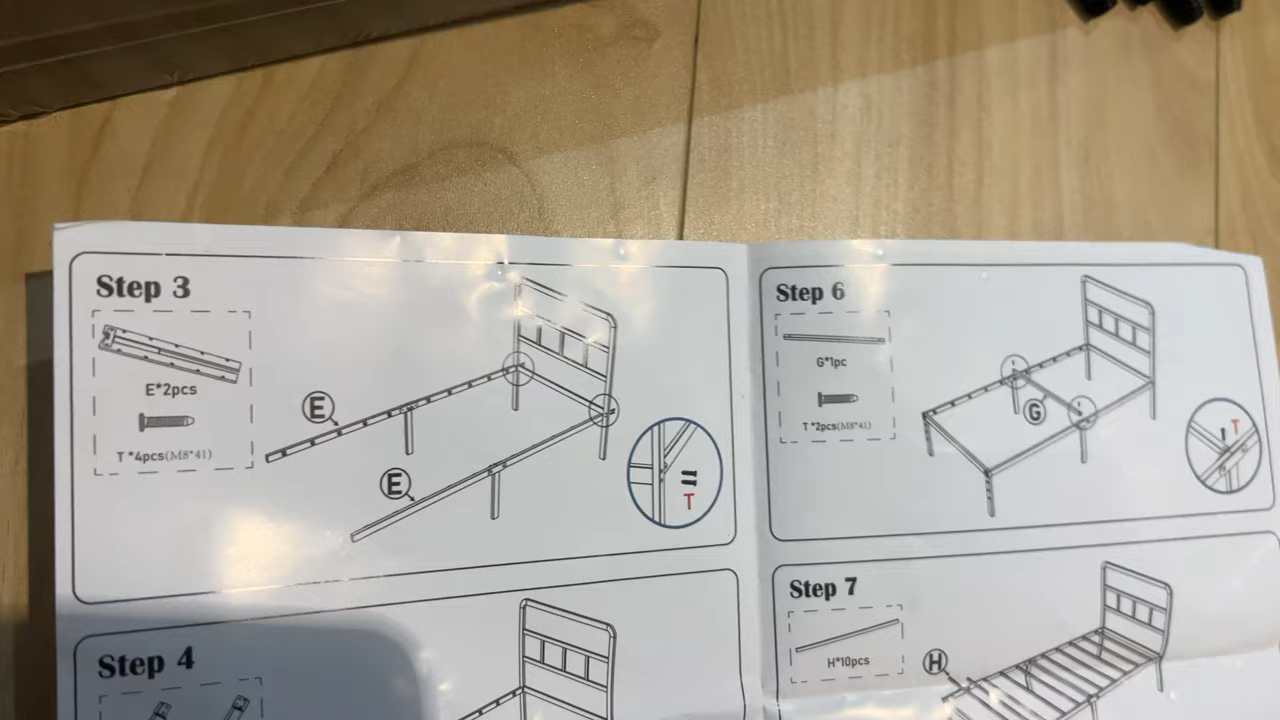 Step 3
E*2pcs
T *4pcs(M8*41)
E
E
T
Step 4
Step 6
G*1pc
T *2pcs(M8*41)
G
T
Step 7
H*10pcs
H